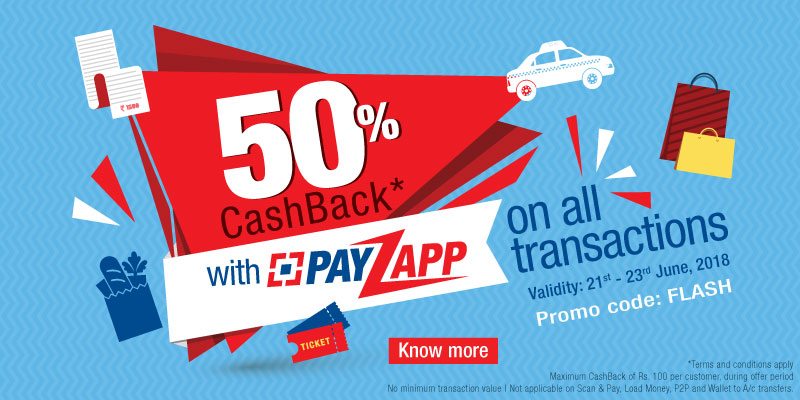 ₹ 1500
50%
CashBack*
with PAYZAPP
on all
transactions
Validity: 21st - 23rd June, 2018
Promo code: FLASH
TICKET
Know more
*Terms and conditions apply
Maximum CashBack of Rs. 100 per customer, during offer period
No minimum transaction value | Not applicable on Scan & Pay, Load Money, P2P and Wallet to A/c transfers.